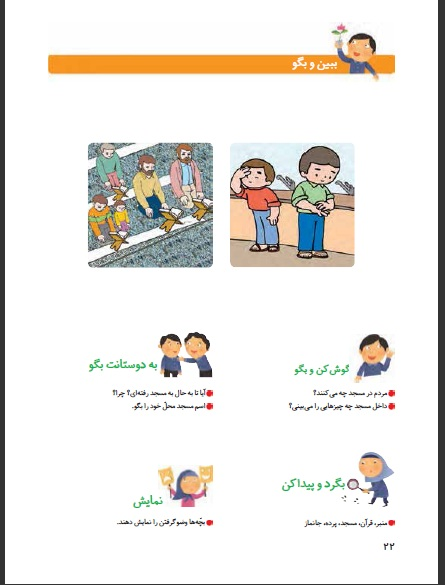 ببین و بگو
گوش کن و بگو
مردم در مسجد چه می‌کنند؟
داخل مسجد چه چیزهایی را می‌بینی؟
به دوستانت بگو
آیا تا به حال به مسجد رفته‌ای؟ چرا؟
اسم مسجد محلّ خود را بگو.
بگرد و پیدا کن
منبر، قرآن، مسجد، پرده، جانماز
نمایش
بچّه‌ها وضو گرفتن را نمایش دهند.
۲۲